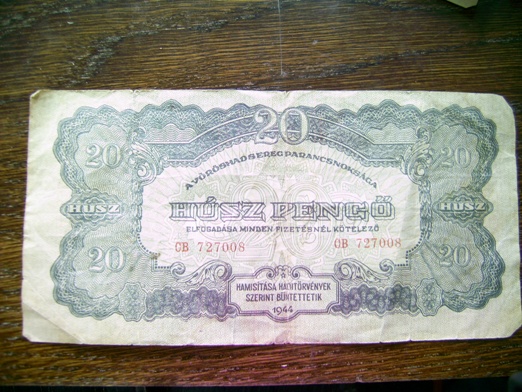 20
20 20
A VÖRÖSHADSEREG PARANCSNOKSÁGA
HÚSZ HÚSZ PENGŐ HÚSZ
ELFOGADÁSA MINDEN FIZETÉSNÉL KÖTELEZŐ
CB 727008 CB 727008
20 20
HAMISÍTÁSA HADITÖRVÉNYEK
SZERINT BÜNTETTETIK
1944